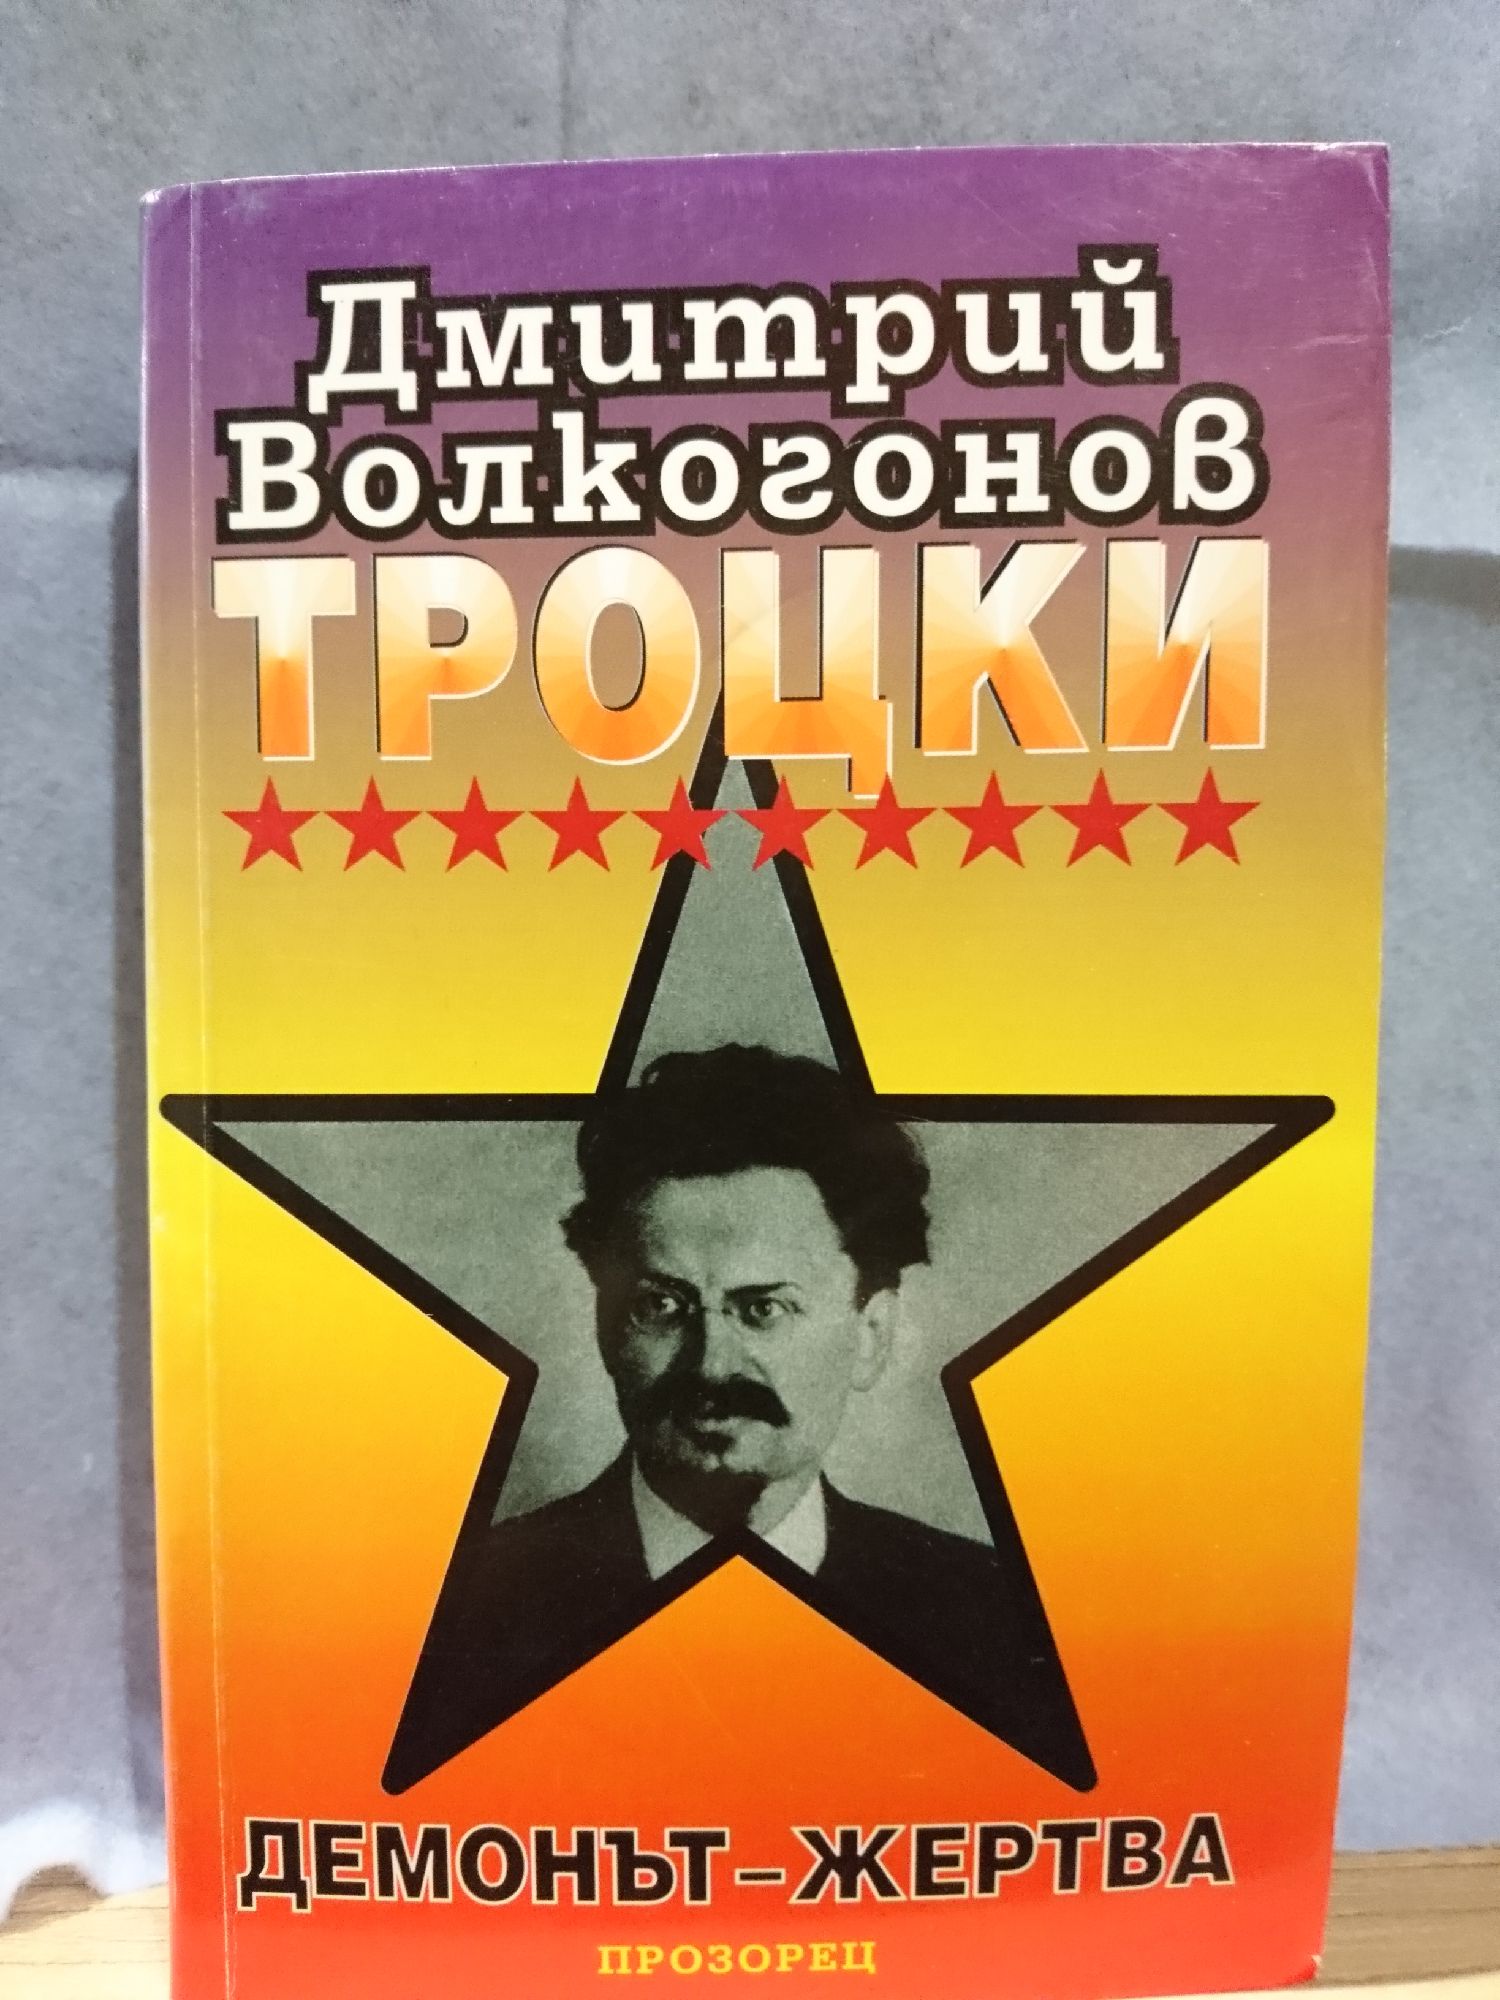 Дмитрий
Волкогонов
ТРОЦКИ
ДЕМОНЪТ – ЖЕРТВА
ПРОЗОРЕЦ